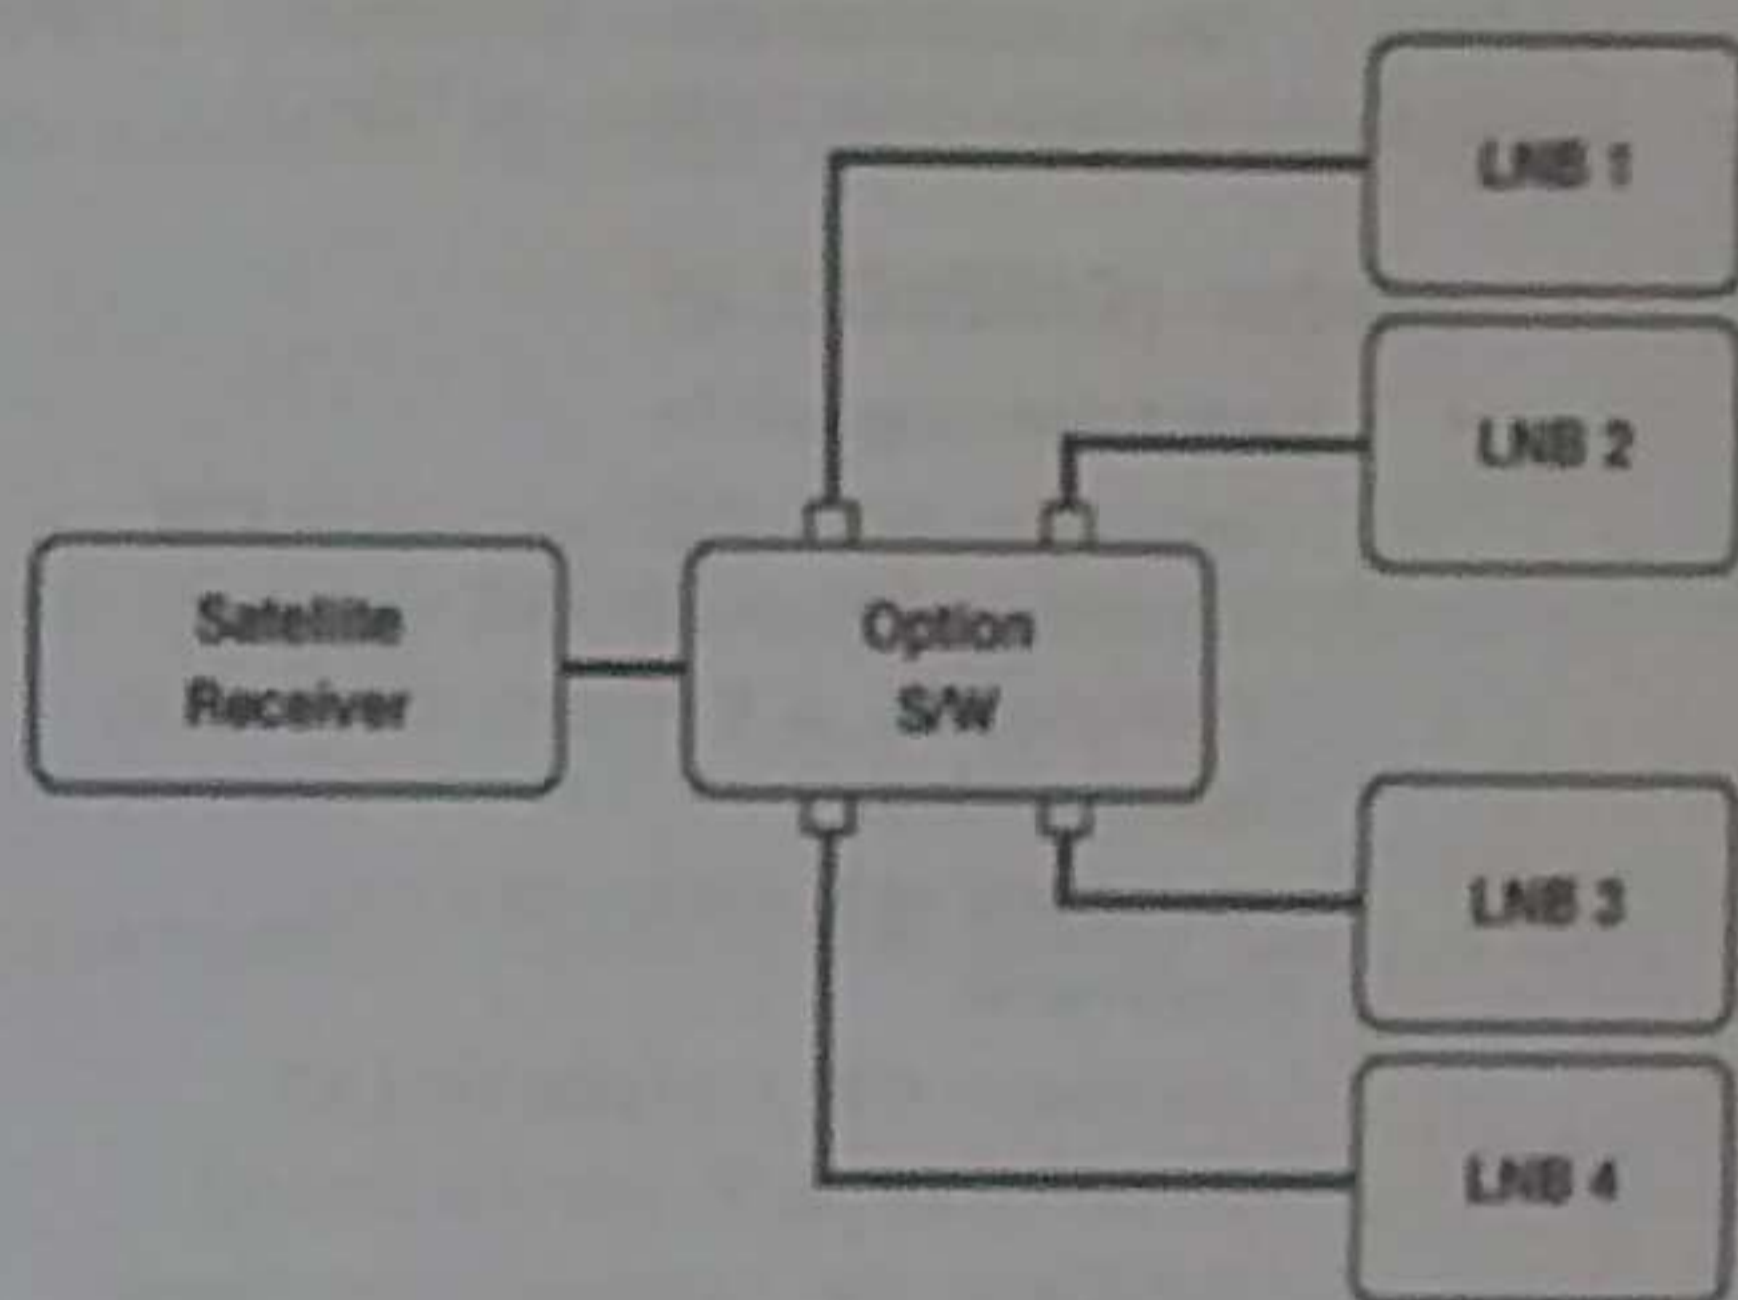 LNB 1
LNB 2
Satellite
Receiver
Option
S/W
LNB 3
LNB 4